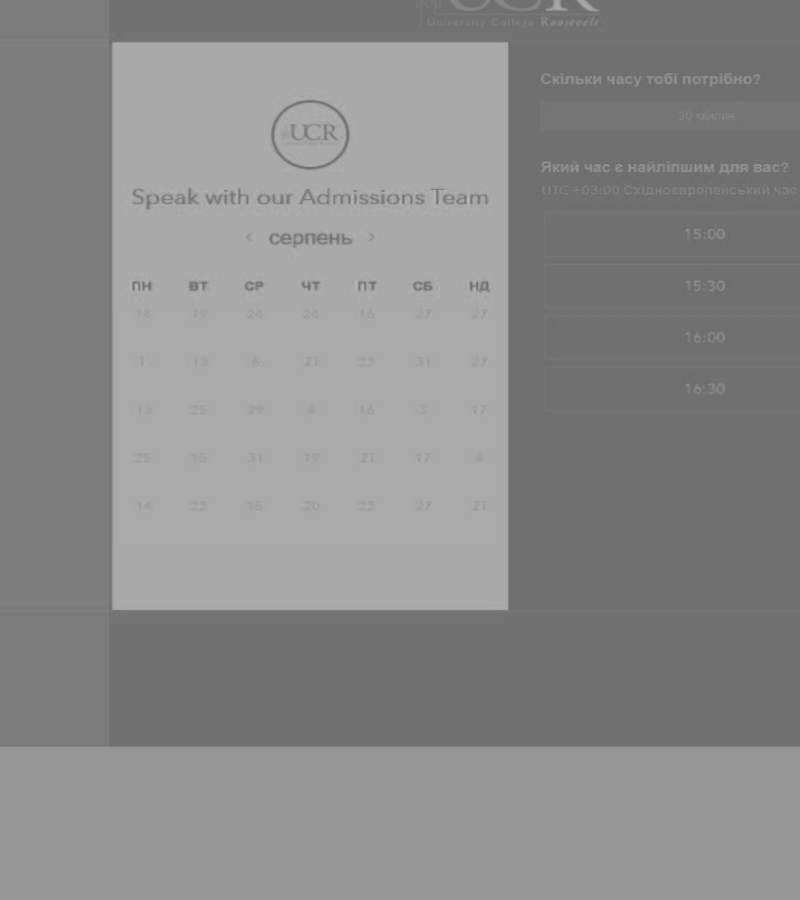 UCR
University College Roosevelt
UCR
Speak with our Admissions Team
< серпень >
ПН ВТ СР ЧТ ПТ СБ НД
18 19 24 24 16 27 27
1 13 6 21 23 31 27
13 25 29 4 16 3 17
25 15 31 19 21 17 4
14 22 15 20 22 27 21
Скільки часу тобі потрібно?
30 хвилин
Який час є найліпшим для вас?
UTC +03:00 Східноєвропейський час
15:00
15:30
16:00
16:30